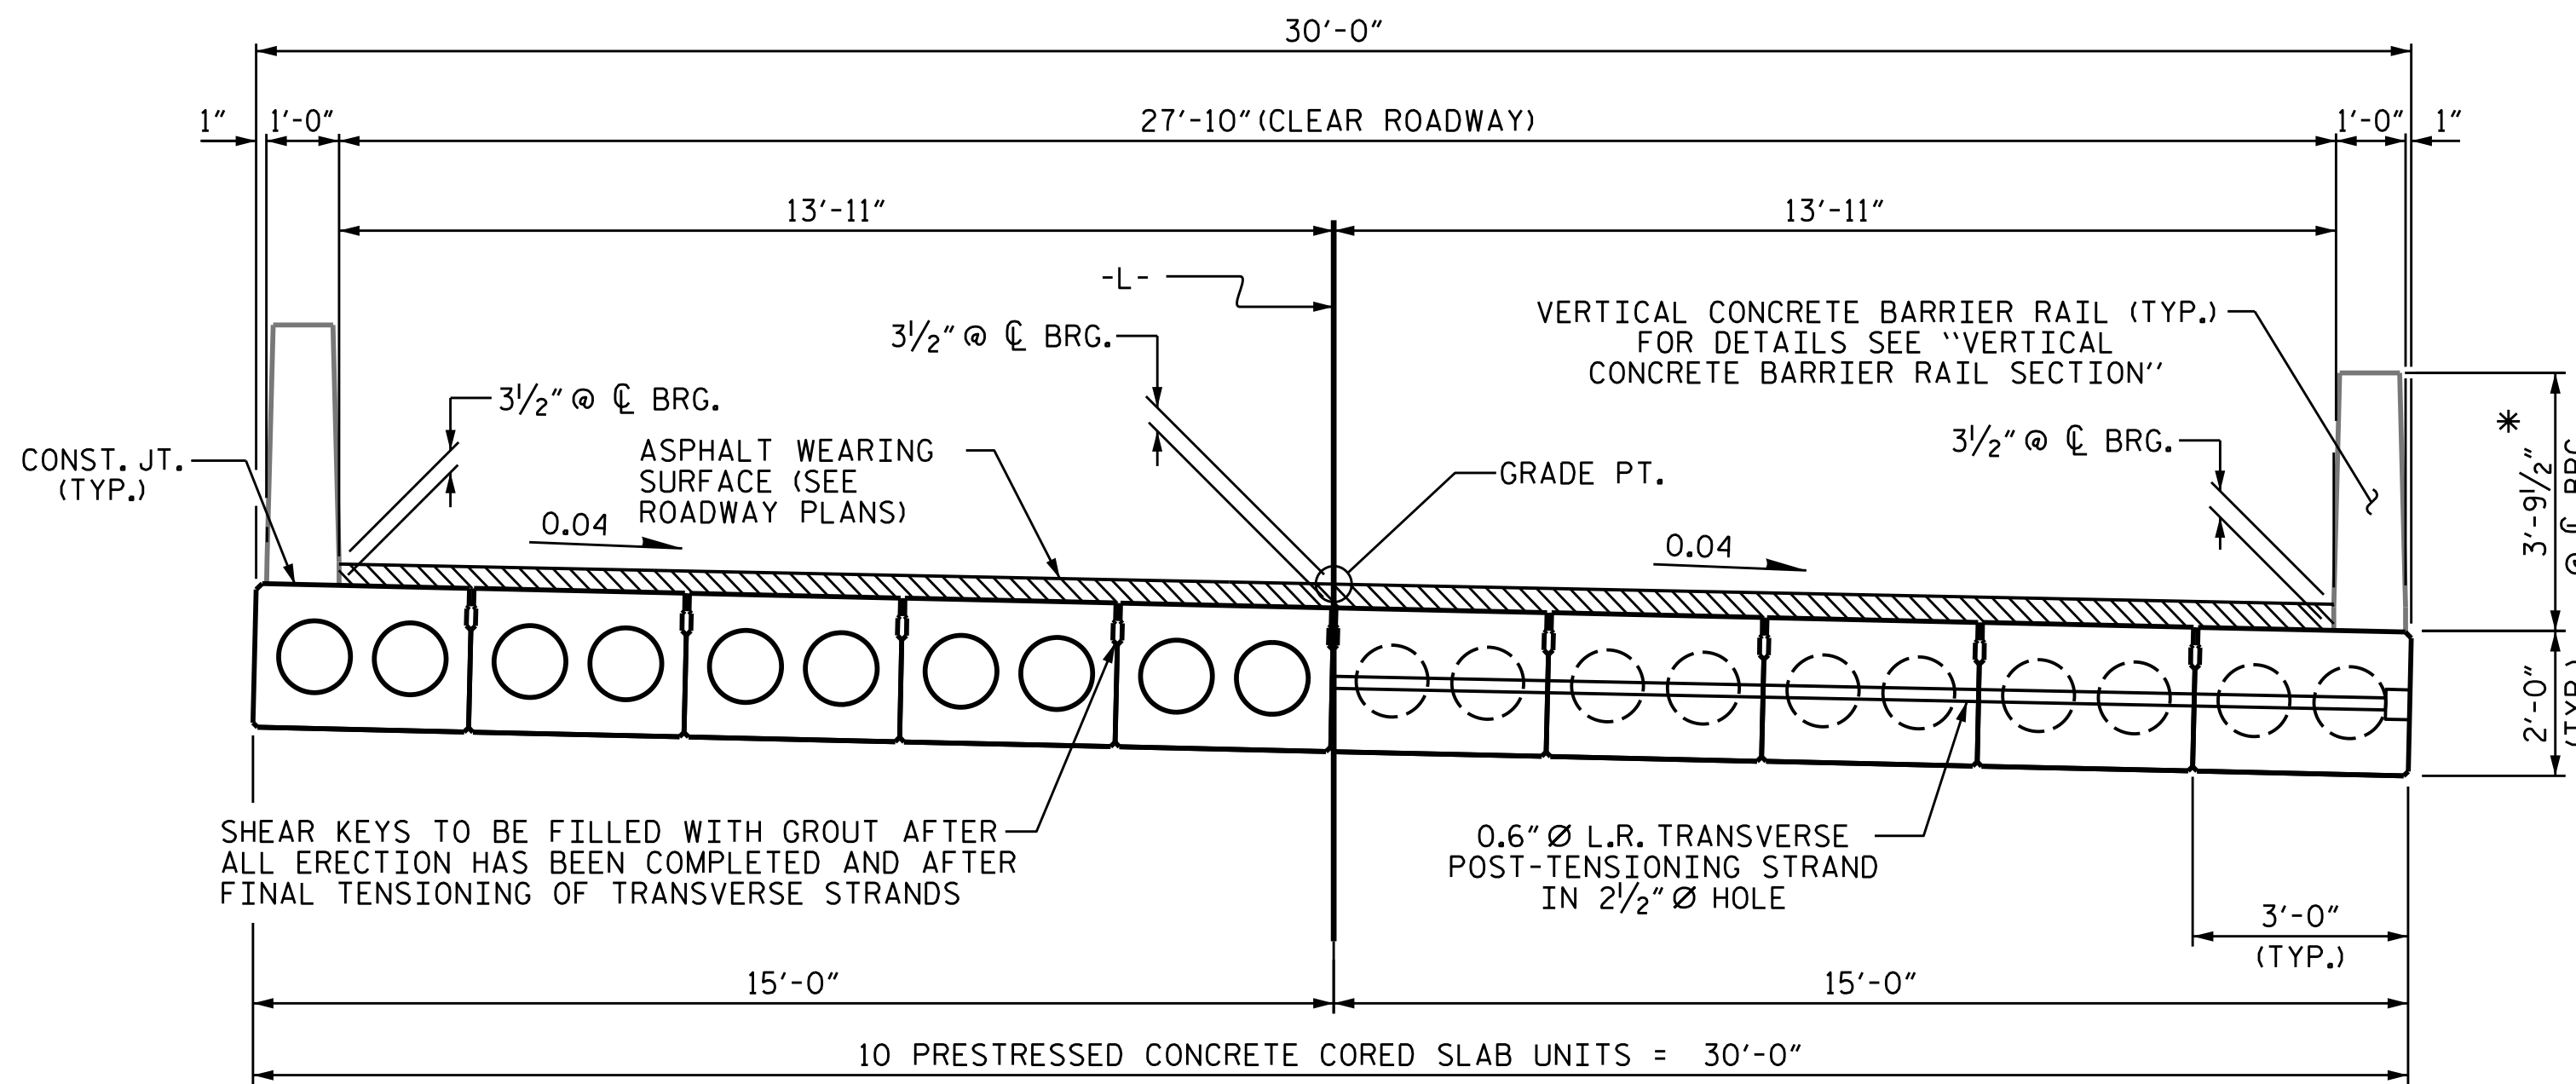 30'-0"
1"
1'-0"
27'-10" (CLEAR ROADWAY)
1'-0"
1"
13'-11"
13'-11"
-L-
3½" @ ℄ BRG.
VERTICAL CONCRETE BARRIER RAIL (TYP.)
FOR DETAILS SEE "VERTICAL
CONCRETE BARRIER RAIL SECTION"
3½" @ ℄ BRG.
ASPHALT WEARING
SURFACE (SEE
ROADWAY PLANS)
3½" @ ℄ BRG.
CONST. JT.
(TYP.)
GRADE PT.
*
3'-9½"
@ ℄ BRG.
0.04
0.04
2'-0"
(TYP.)
SHEAR KEYS TO BE FILLED WITH GROUT AFTER
ALL ERECTION HAS BEEN COMPLETED AND AFTER
FINAL TENSIONING OF TRANSVERSE STRANDS
0.6" Ø L.R. TRANSVERSE
POST-TENSIONING STRAND
IN 2½" Ø HOLE
3'-0"
(TYP.)
15'-0"
15'-0"
10 PRESTRESSED CONCRETE CORED SLAB UNITS = 30'-0"